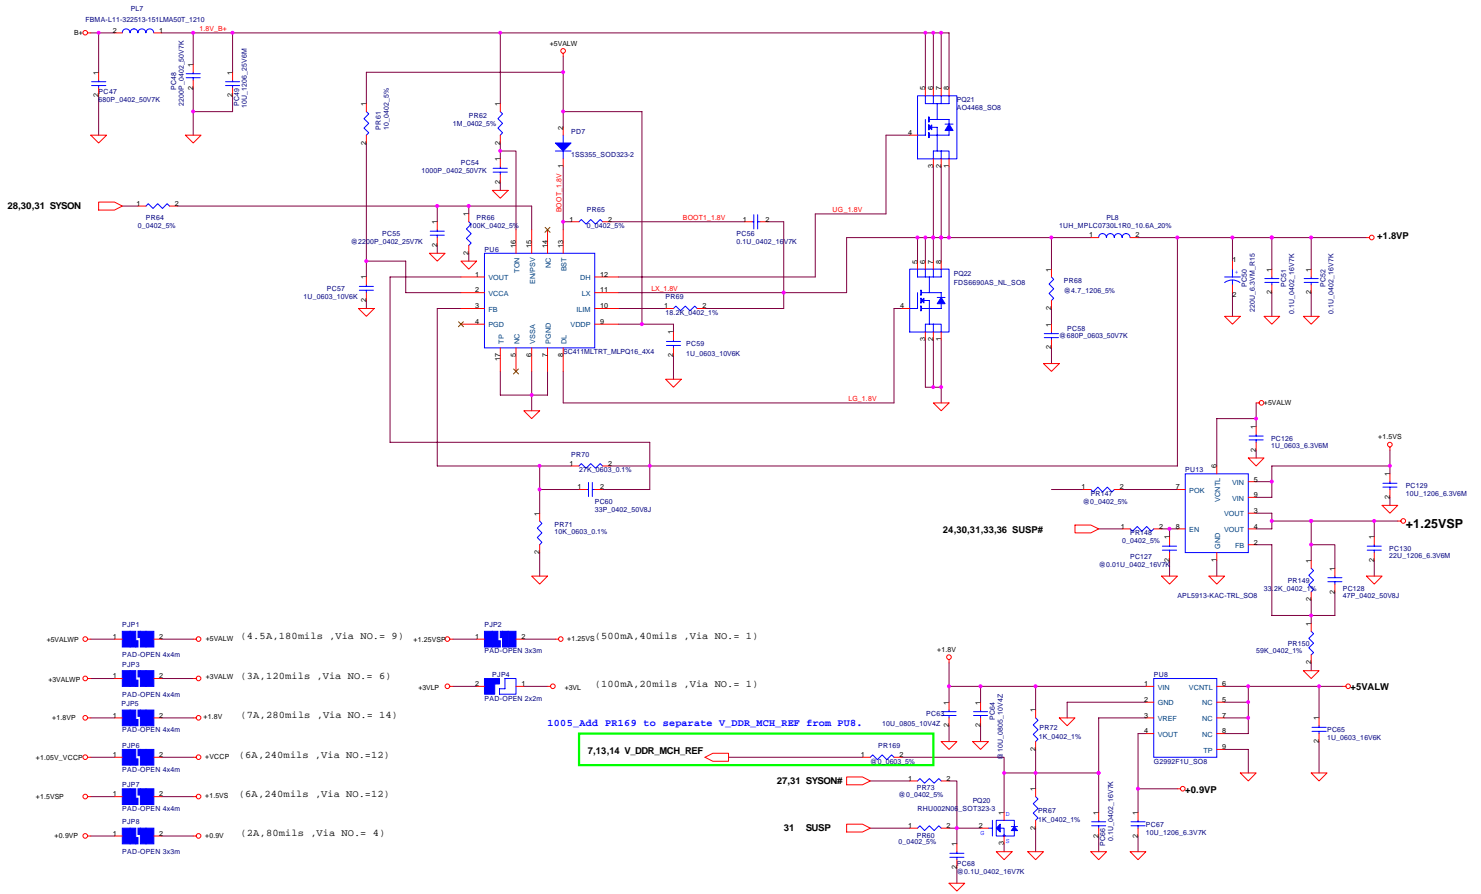 PL7
FBMA-L11-322513-151LMA50T_1210
B+
2
1
1.8V_B+
PC47
680P_0402_50V7K
PC48
2200P_0402_50V7K
PC49
10U_1206_25V6M
PR61
10_0402_5%
PR62
1M_0402_5%
PC54
1000P_0402_50V7K
+5VALW
PD7
1SS355_SOD323-2
BOOT_1.8V
PR65
0_0402_5%
BOOT1_1.8V
PC56
0.1U_0402_16V7K
UG_1.8V
PQ21
AO4468_SO8
28,30,31 SYSON
PR64
0_0402_5%
PC55
@2200P_0402_25V7K
PR66
100K_0402_5%
PC57
1U_0603_10V6K
PU6
VOUT
VCCA
FB
PGD
TON
EN/PSV
NC
BST
DH
LX
ILIM
VDDP
TP
NC
VSSA
PGND
DL
SC411MLTRT_MLPQ16_4X4
LX_1.8V
PR69
18.2K_0402_1%
PC59
1U_0603_10V6K
LG_1.8V
PQ22
FDS6690AS_NL_SO8
PL8
1UH_MPLC0730L1R0_10.6A_20%
+1.8VP
PR68
@4.7_1206_5%
PC58
@680P_0603_50V7K
PC50
220U_6.3VM_R15
PC51
0.1U_0402_16V7K
PC52
0.1U_0402_16V7K
PR70
27K_0603_0.1%
PC60
33P_0402_50V8J
PR71
10K_0603_0.1%
+5VALW
PC126
1U_0603_6.3V6M
+1.5VS
PC129
10U_1206_6.3V6M
PU13
POK
EN
VCNTL
GND
VIN
VIN
VOUT
VOUT
FB
APL5913-KAC-TRL_SO8
PR147
@0_0402_5%
24,30,31,33,36 SUSP#
PR148
0_0402_5%
PC127
@0.01U_0402_16V7K
+1.25VSP
PC130
22U_1206_6.3V6M
PR149
33.2K_0402_1%
PC128
47P_0402_50V8J
PR150
59K_0402_1%
+5VALWP
PJP1
PAD-OPEN 4x4m
+5VALW
(4.5A,180mils ,Via NO.= 9)
+1.25VSP
PJP2
PAD-OPEN 3x3m
+1.25VS
(500mA,40mils ,Via NO.= 1)
+3VALWP
PJP3
PAD-OPEN 4x4m
+3VALW
(3A,120mils ,Via NO.= 6)
+3VLP
PJP4
PAD-OPEN 2x2m
+3VL
(100mA,20mils ,Via NO.= 1)
+1.8VP
PJP5
PAD-OPEN 4x4m
+1.8V
(7A,280mils ,Via NO.= 14)
+1.05V_VCCP
PJP6
PAD-OPEN 4x4m
+VCCP
(6A,240mils ,Via NO.=12)
+1.5VSP
PJP7
PAD-OPEN 4x4m
+1.5VS
(6A,240mils ,Via NO.=12)
+0.9VP
PJP8
PAD-OPEN 3x3m
+0.9V
(2A,80mils ,Via NO.= 4)
1005_Add PR169 to separate V_DDR_MCH_REF from PU8.
7,13,14 V_DDR_MCH_REF
PR169
@0_0603_5%
27,31 SYSON#
PR73
@0_0402_5%
31 SUSP
PR60
0_0402_5%
PC68
@0.1U_0402_16V7K
PQ20
RHU002N06_SOT323-3
+1.8V
PC63
10U_0805_10V4Z
PC64
@10U_0805_10V4Z
PR72
1K_0402_1%
PR67
1K_0402_1%
PC66
0.1U_0402_16V7K
PU8
VIN
GND
VREF
VOUT
VCNTL
NC
NC
NC
TP
G2992F1U_SO8
+5VALW
PC65
1U_0603_16V6K
+0.9VP
PC67
10U_1206_6.3V7K